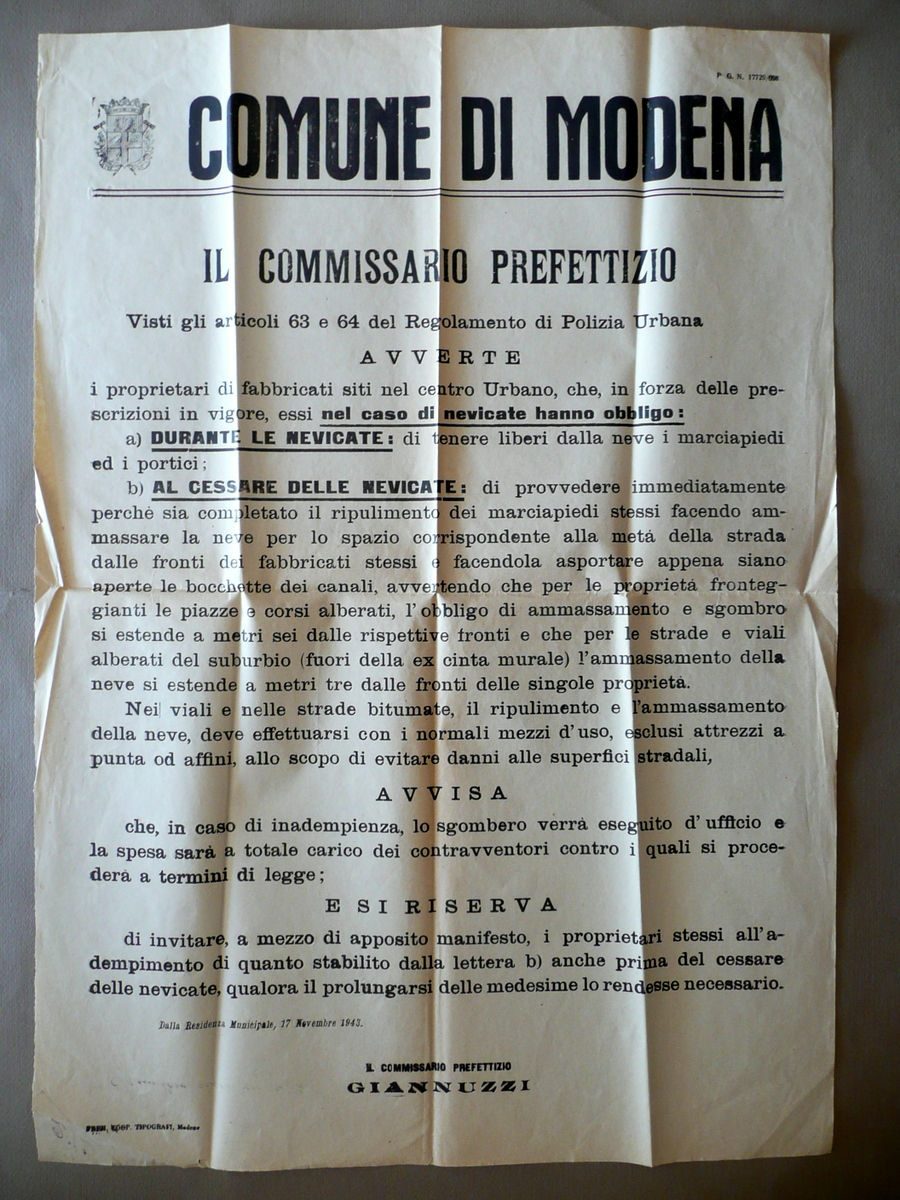 P. G. N.
COMUNE DI MODENA
IL COMMISSARIO PREFETTIZIO
Visti gli articoli 63 e 64 del Regolamento di Polizia Urbana
AVVERTE
i proprietari di fabbricati siti nel centro Urbano, che, in forza delle pre-
scrizioni in vigore, essi nel caso di nevicate hanno obbligo:
a) DURANTE LE NEVICATE: di tenere liberi dalla neve i marciapiedi
ed i portici;
b) AL CESSARE DELLE NEVICATE: di provvedere immediatamente
perchè sia completato il ripulimento dei marciapiedi stessi facendo am-
massare la neve per lo spazio corrispondente alla metá della strada
dalle fronti dei fabbricati stessi e facendola asportare appena siano
aperte le bocchette dei canali, avvertendo che per le proprietá fronteg-
gianti le piazze e corsi alberati, l'obbligo di ammassamento e sgombro
si estende a metri sei dalle rispettive fronti e che per le strade e viali
alberati del suburbio (fuori della ex cinta murale) l'ammassamento della
neve si estende a metri tre dalle fronti delle singole proprietá.
Nei viali e nelle strade bitumate, il ripulimento e l'ammassamento
della neve, deve effettuarsi con i normali mezzi d'uso, esclusi attrezzi a
punta od affini, allo scopo di evitare danni alle superfici stradali,
AVVISA
che, in caso di inadempienza, lo sgombero verrá eseguito d'ufficio e
la spesa sará a totale carico dei contravventori contro i quali si proce-
derá a termini di legge;
E SI RISERVA
di invitare, a mezzo di apposito manifesto, i proprietari stessi all'a-
dempimento di quanto stabilito dalla lettera b) anche prima del cessare
delle nevicate, qualora il prolungarsi delle medesime lo rendesse necessario.
Dalla Residenza Municipale, 17 Novembre 1943.
IL COMMISSARIO PREFETTIZIO
GIANNUZZI
COOP. TIPOGRAFI, Modena